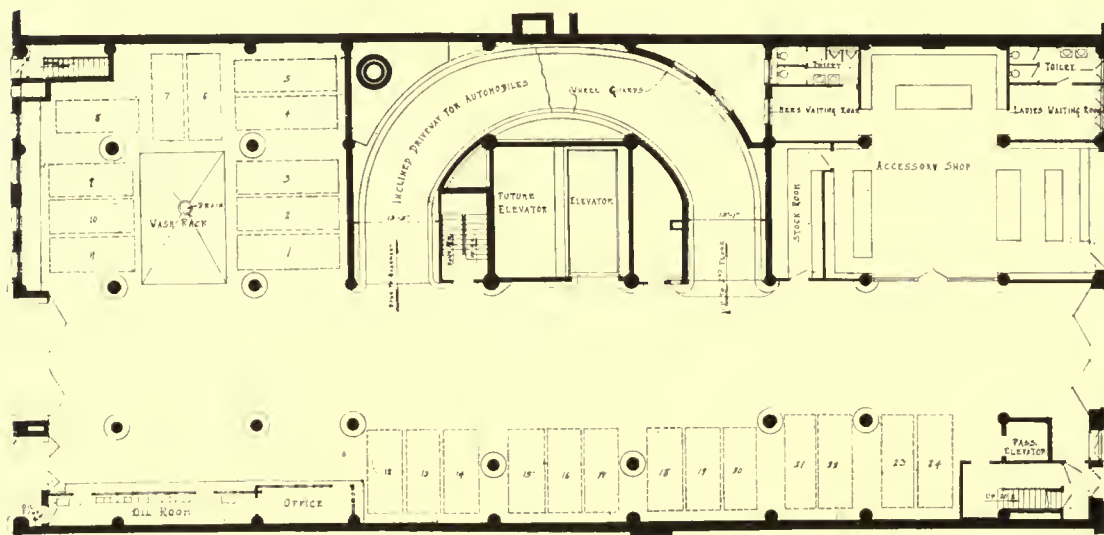 TOILET
TOILET
5
7
6
WHEEL GUARDS
INCLINED DRIVEWAY FOR AUTOMOBILES
4
8
MENS WAITING ROOM
LADIES WAITING ROOM
ACCESSORY SHOP
9
3
FUTURE
ELEVATOR
ELEVATOR
DRAIN
10
WASH RACK
2
STOCK ROOM
11
1
PASS.
ELEVATOR
12
13
14
15
16
17
18
19
20
21
22
23
24
OIL ROOM
OFFICE